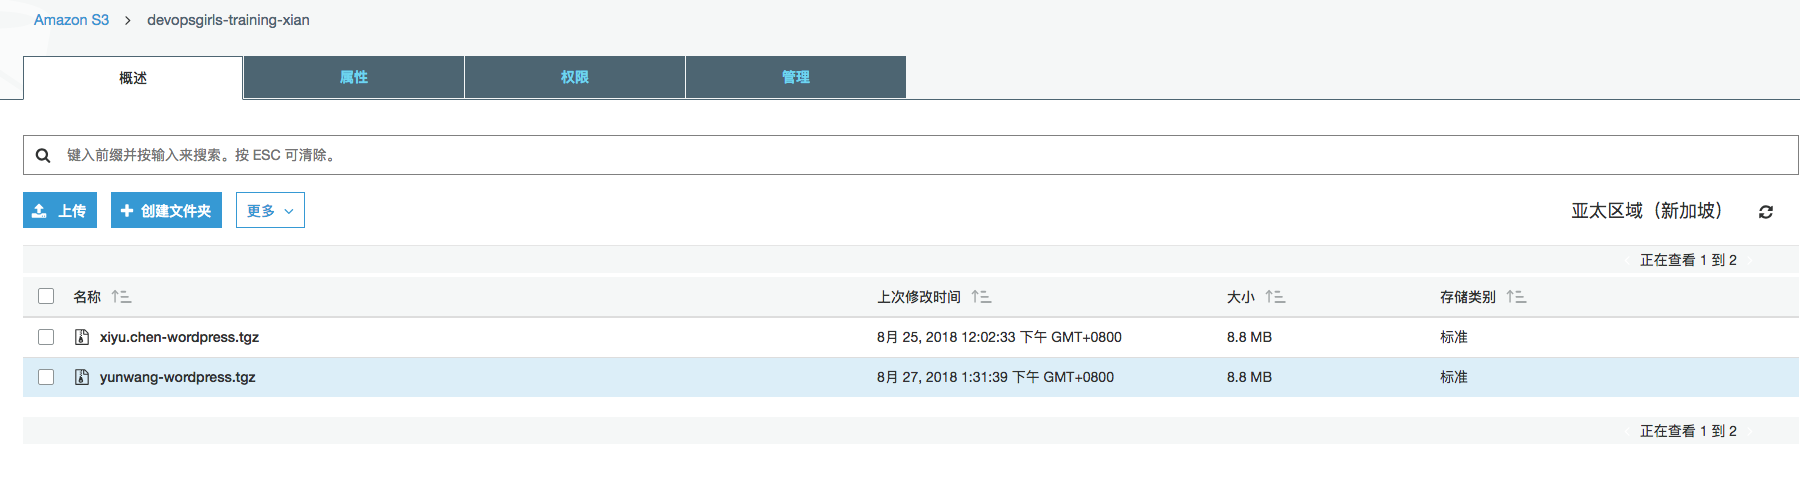 Amazon S3 > devopsgirls-training-xian
概述 属性 权限 管理
键入前缀并按输入来搜索。按 ESC 可清除。
上传 创建文件夹 更多 亚太区域（新加坡）
正在查看 1 到 2
名称 上次修改时间 大小 存储类别
xiyu.chen-wordpress.tgz 8月 25, 2018 12:02:33 下午 GMT+0800 8.8 MB 标准
yunwang-wordpress.tgz 8月 27, 2018 1:31:39 下午 GMT+0800 8.8 MB 标准
正在查看 1 到 2